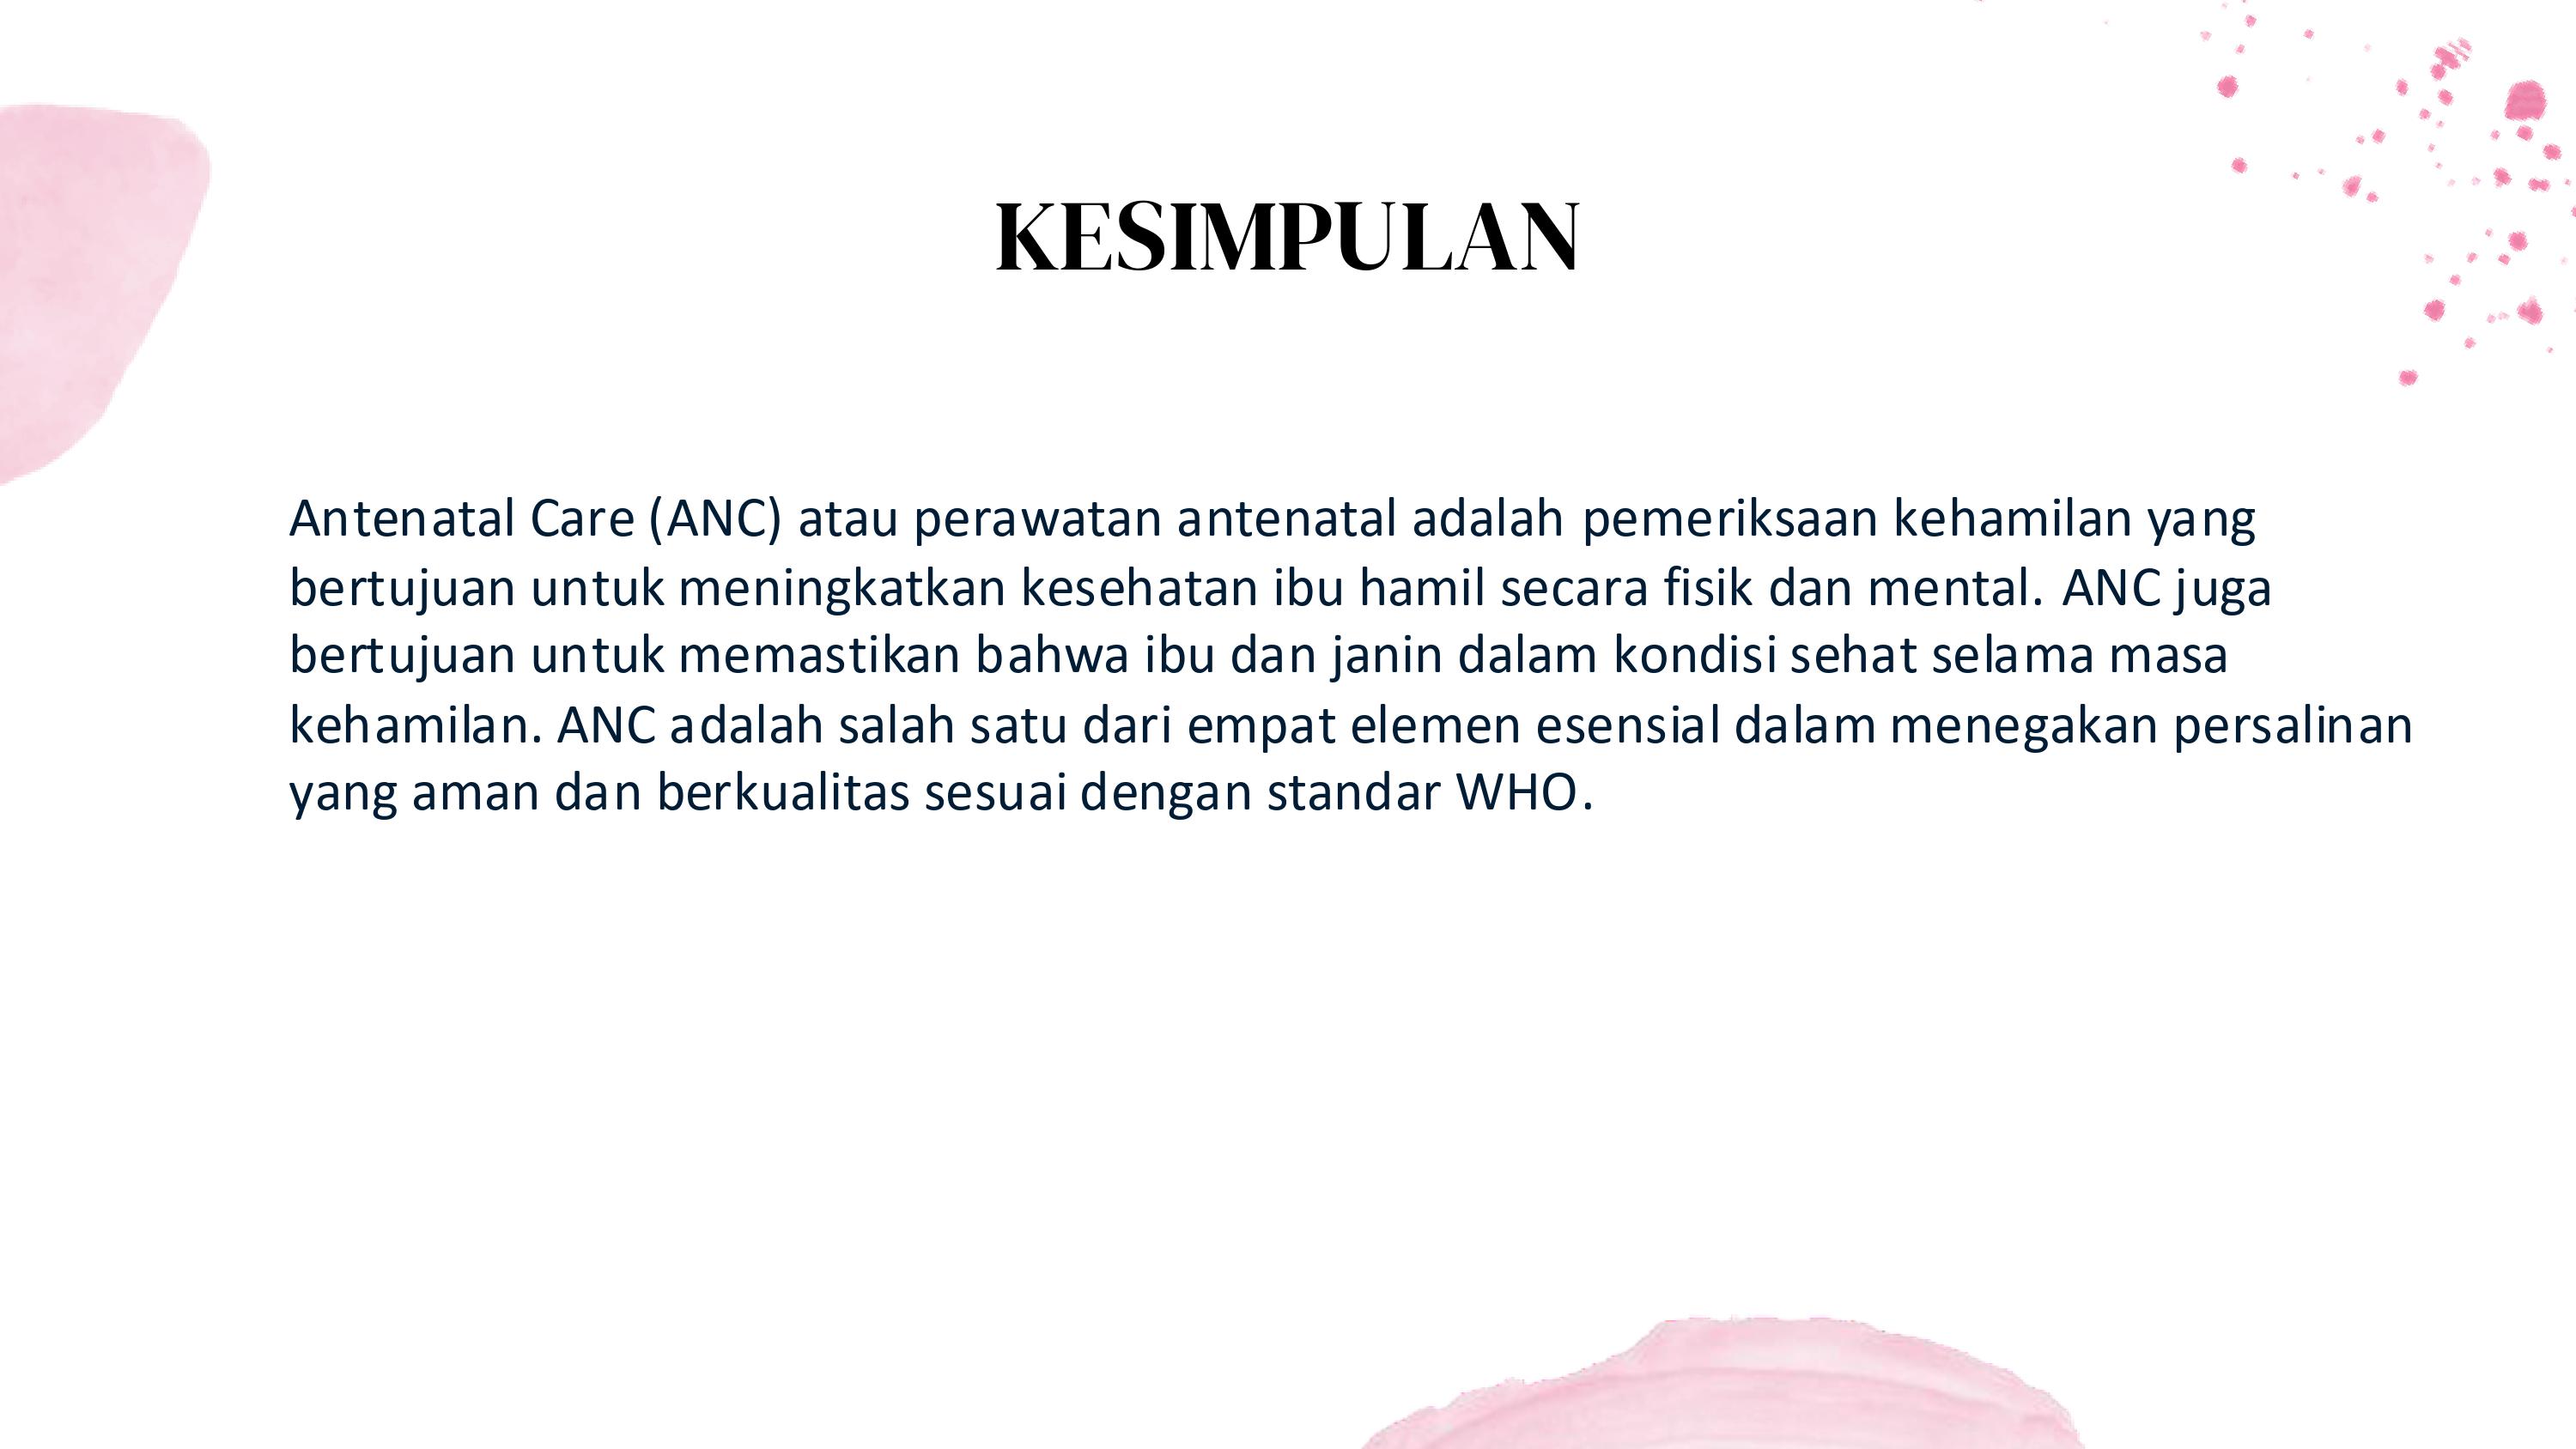 KESIMPULAN
Antenatal Care (ANC) atau perawatan antenatal adalah pemeriksaan kehamilan yang
bertujuan untuk meningkatkan kesehatan ibu hamil secara fisik dan mental. ANC juga
bertujuan untuk memastikan bahwa ibu dan janin dalam kondisi sehat selama masa
kehamilan. ANC adalah salah satu dari empat elemen esensial dalam menegakan persalinan
yang aman dan berkualitas sesuai dengan standar WHO.